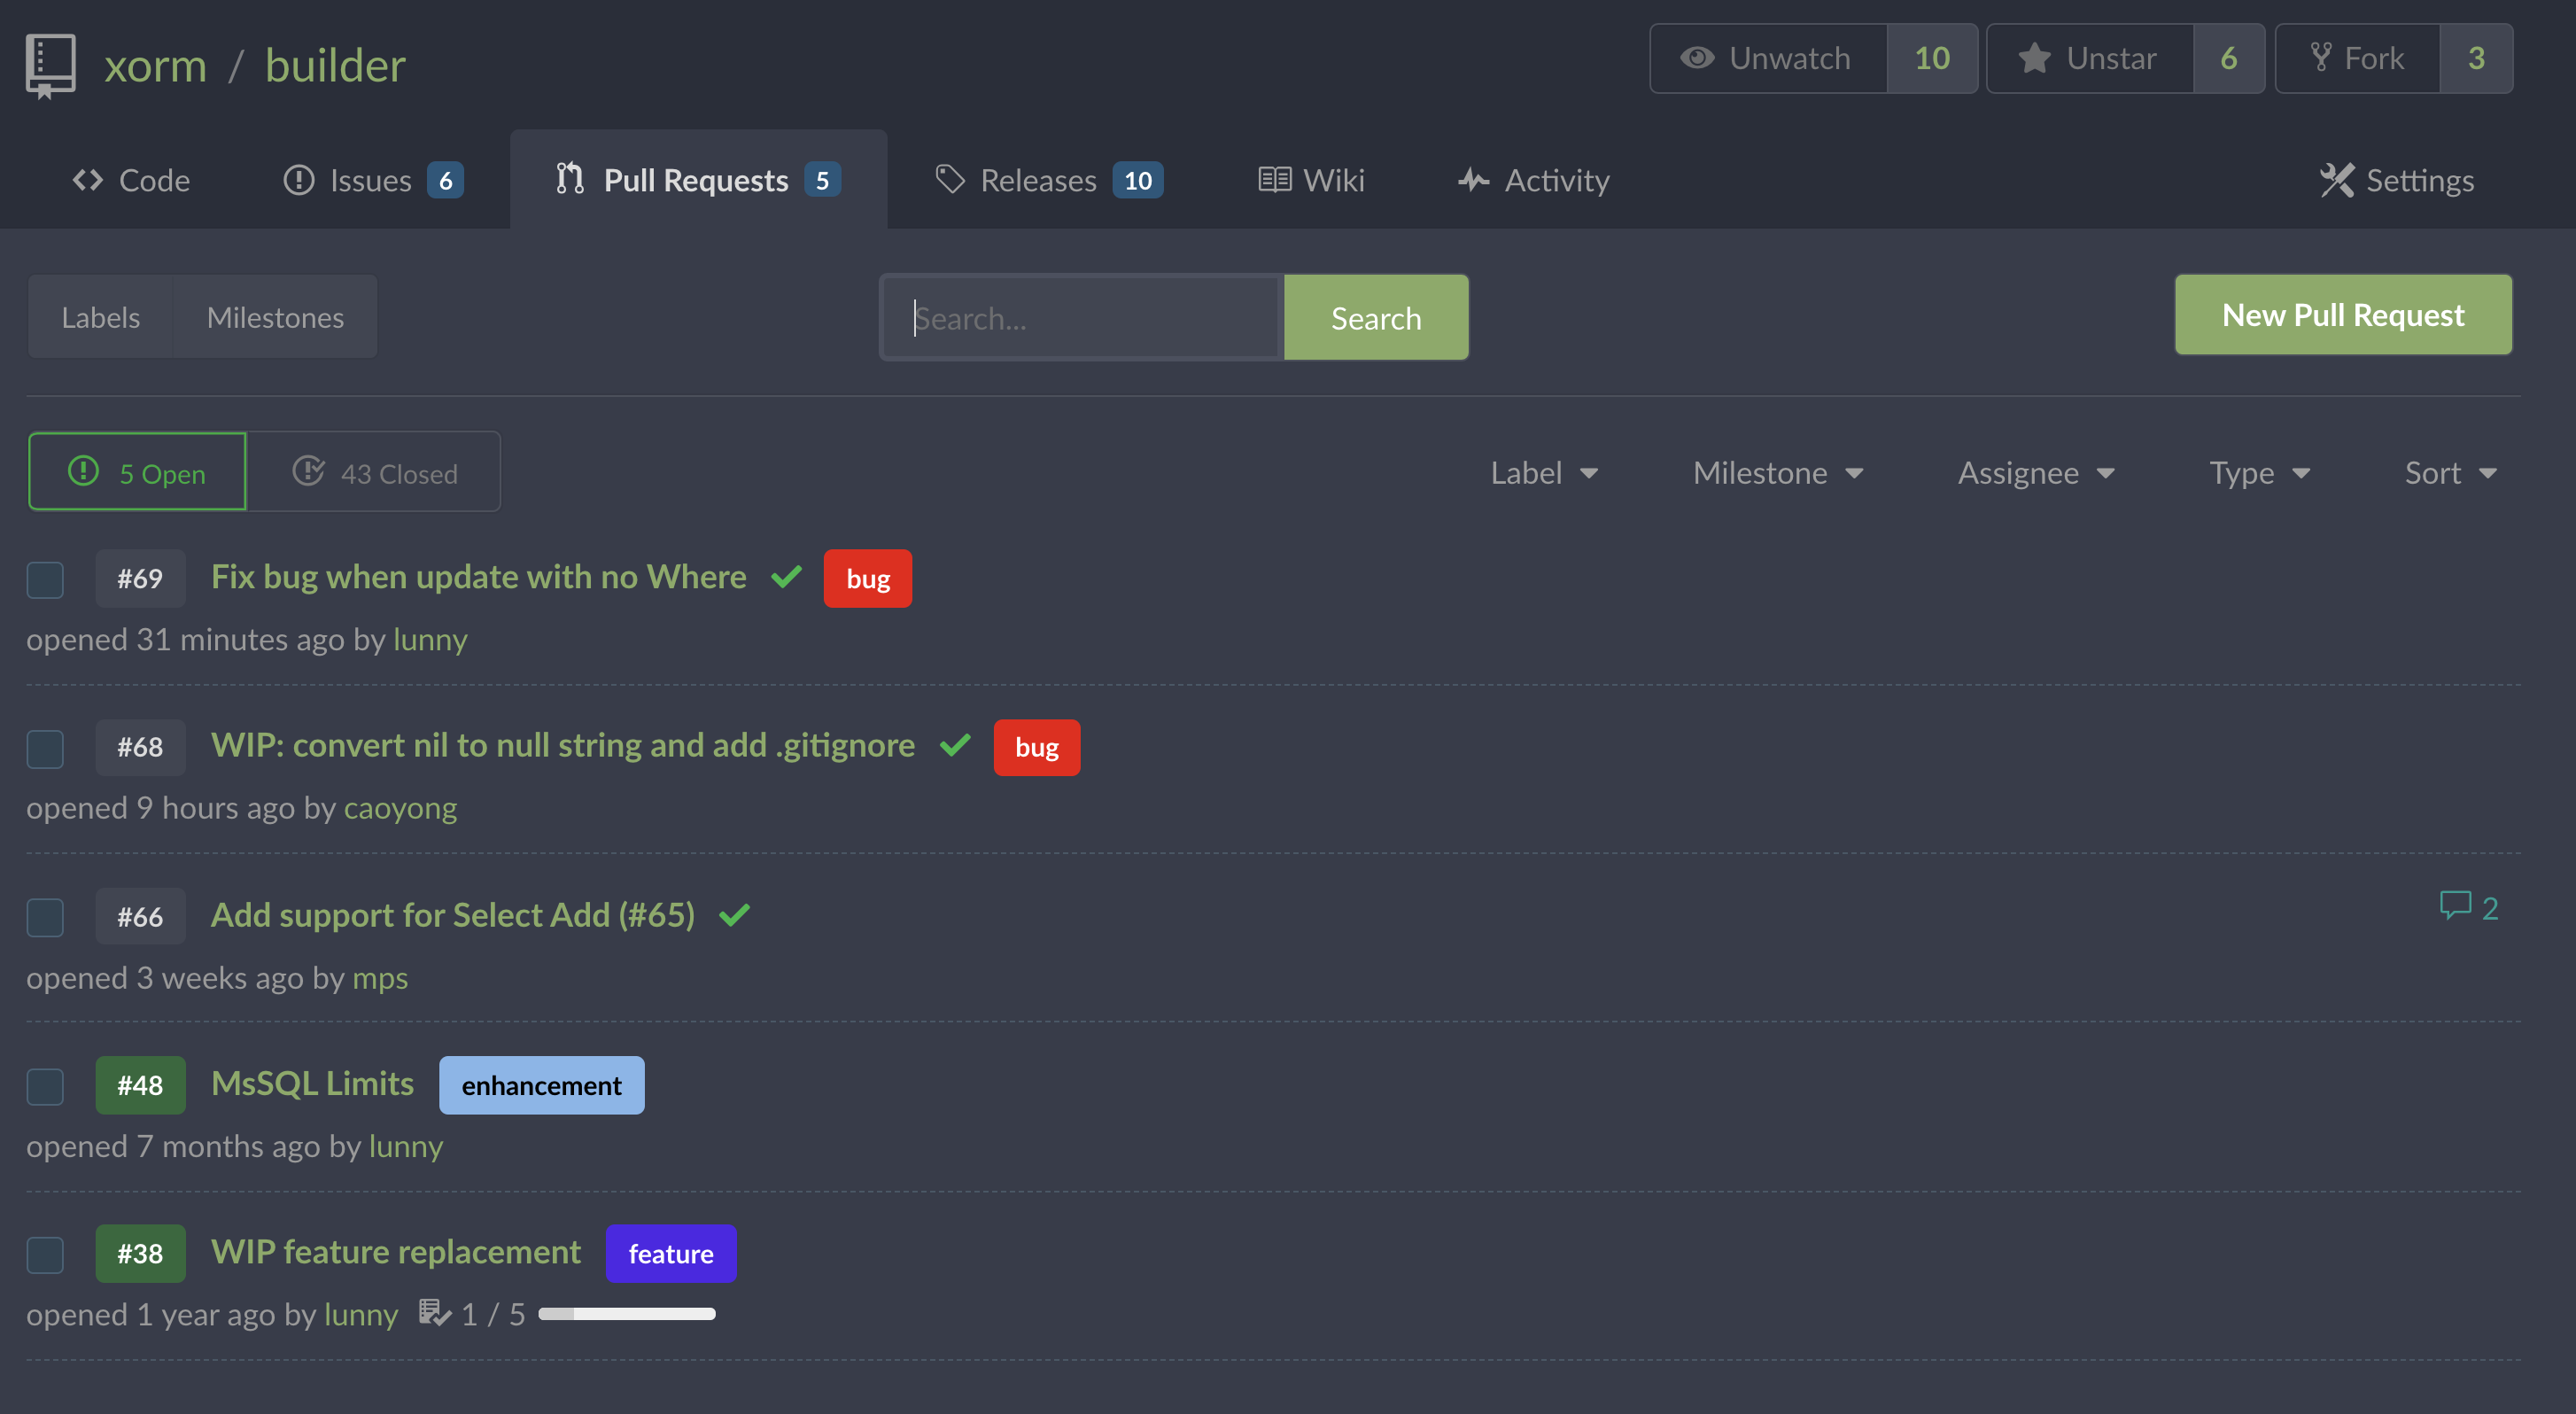 xorm / builder Unwatch 10 Unstar 6 Fork 3
Code Issues 6 Pull Requests 5 Releases 10 Wiki Activity Settings
Labels Milestones Search... Search New Pull Request
5 Open 43 Closed Label Milestone Assignee Type Sort
#69 Fix bug when update with no Where bug
opened 31 minutes ago by lunny
#68 WIP: convert nil to null string and add .gitignore bug
opened 9 hours ago by caoyong
#66 Add support for Select Add (#65) 2
opened 3 weeks ago by mps
#48 MsSQL Limits enhancement
opened 7 months ago by lunny
#38 WIP feature replacement feature
opened 1 year ago by lunny 1 / 5